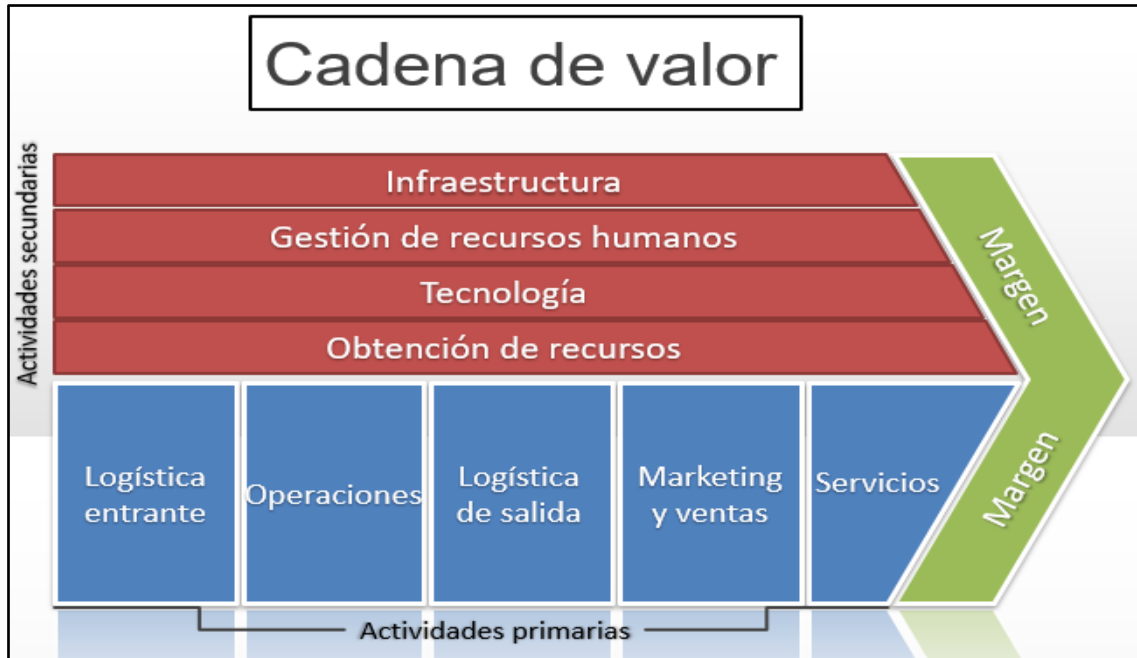 Cadena de valor
Actividades secundarias
Infraestructura
Gestión de recursos humanos
Tecnología
Obtención de recursos
Margen
Logística
entrante
Operaciones
Logística
de salida
Marketing
y ventas
Servicios
Margen
Actividades primarias